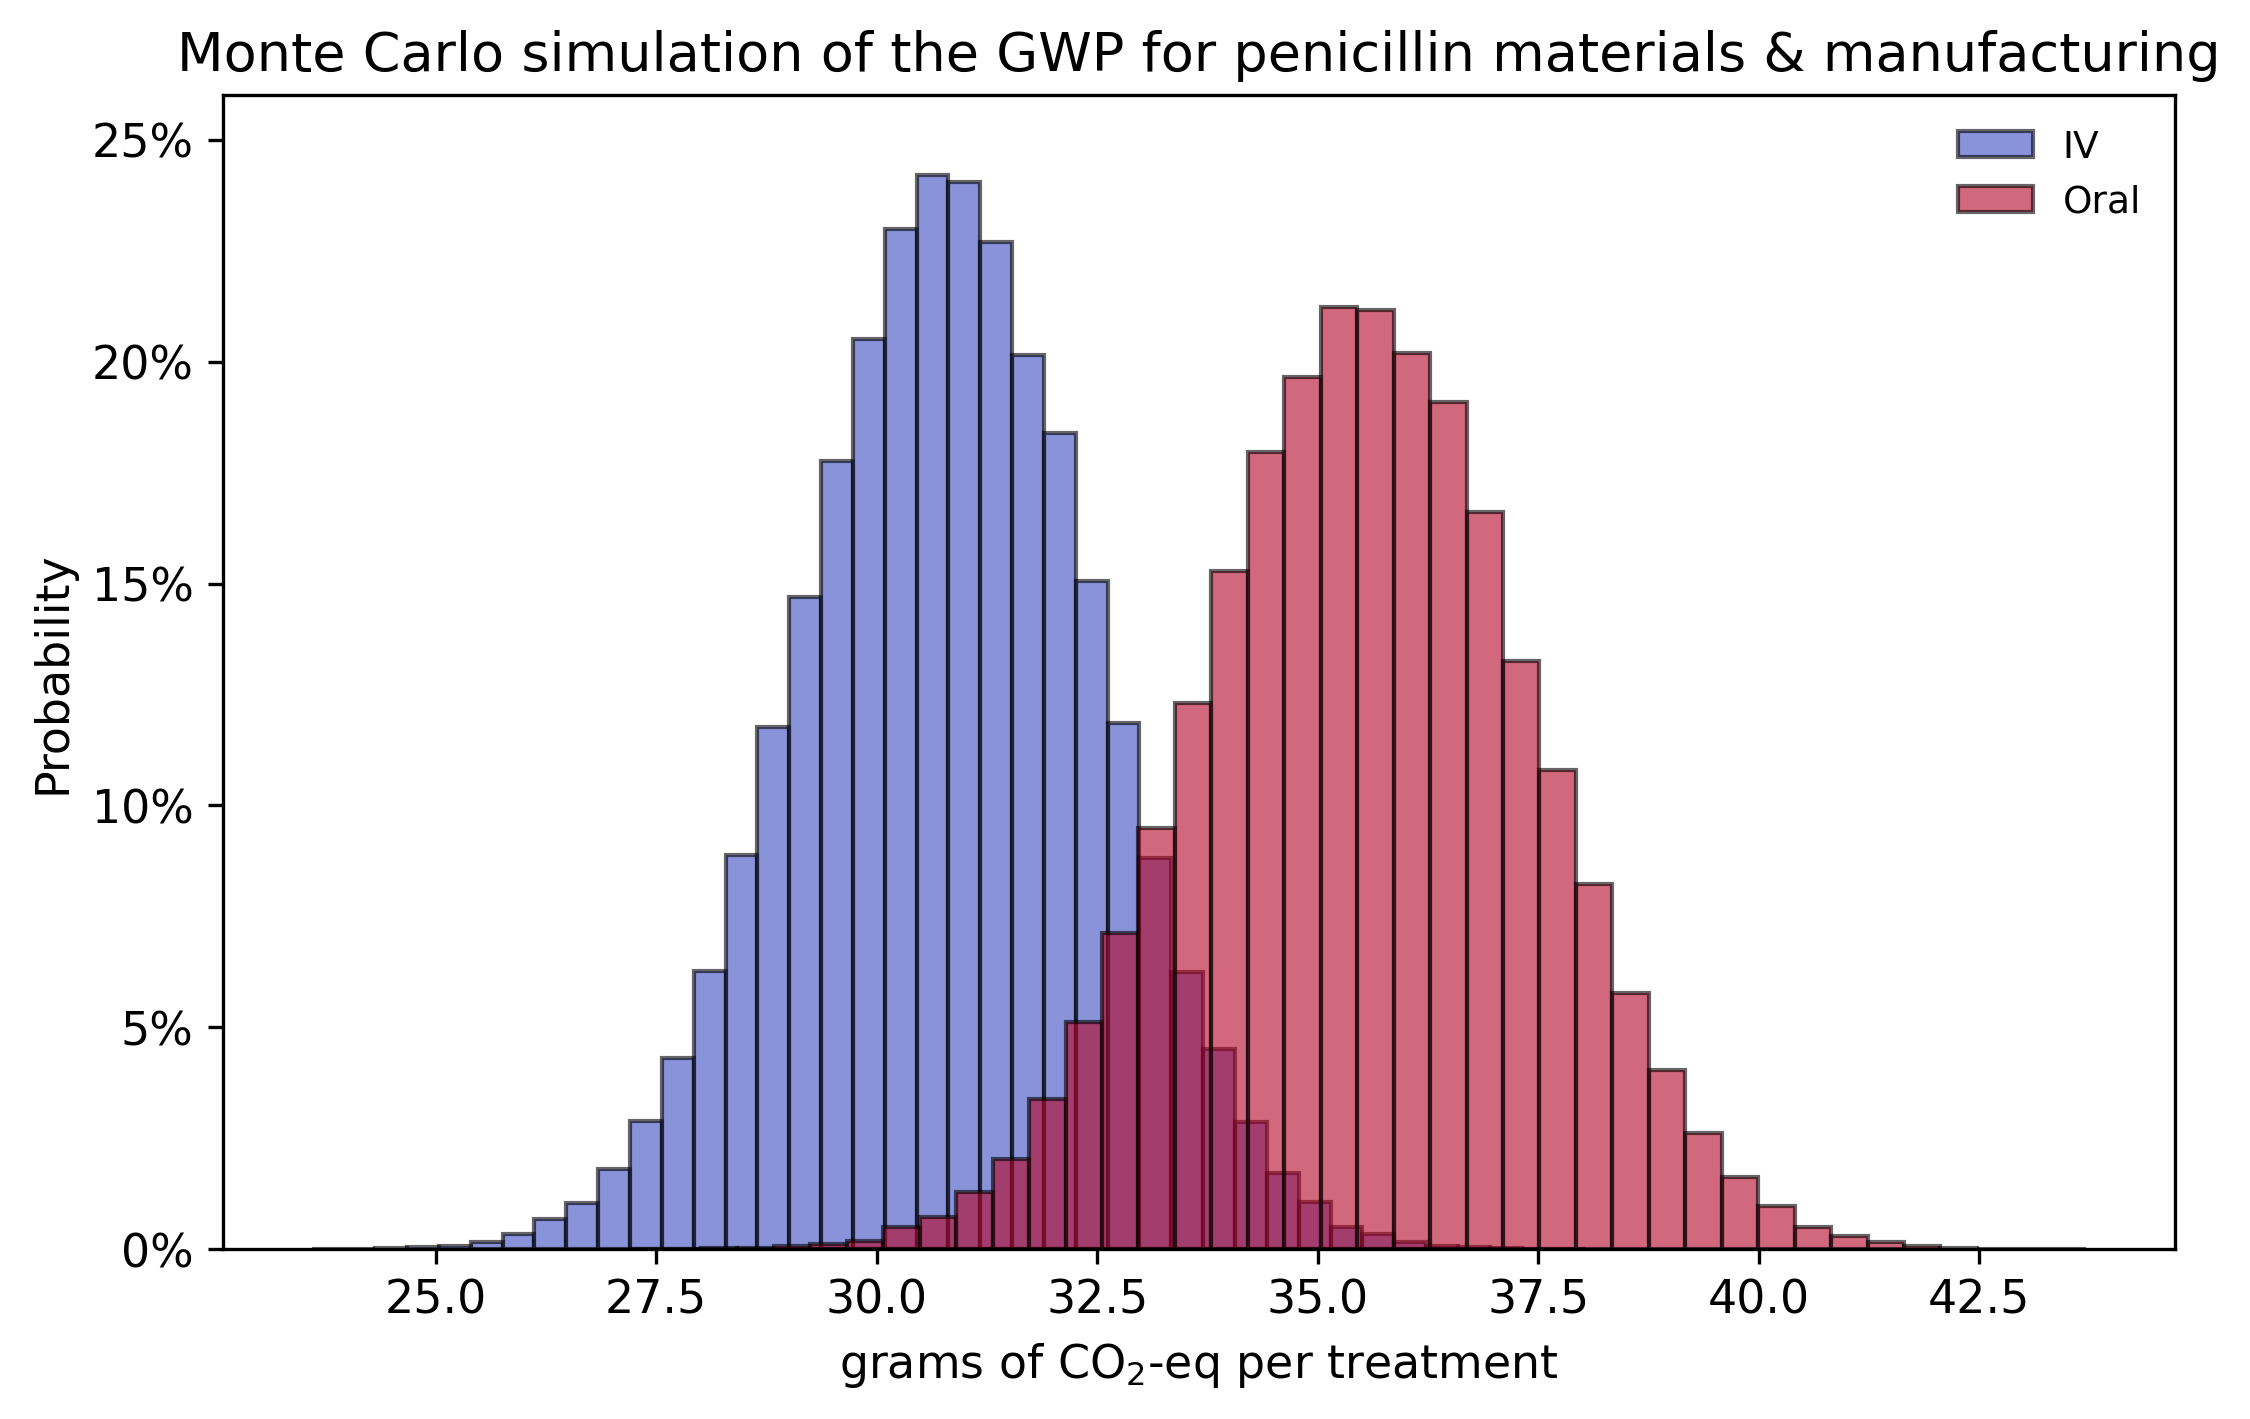 Monte Carlo simulation of the GWP for penicillin materials & manufacturing
IV
Oral
25%
20%
15%
10%
5%
0%
Probability
25.0 27.5 30.0 32.5 35.0 37.5 40.0 42.5
grams of CO₂-eq per treatment